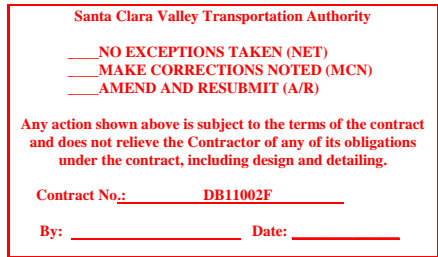 Santa Clara Valley Transportation Authority
____NO EXCEPTIONS TAKEN (NET)
____MAKE CORRECTIONS NOTED (MCN)
____AMEND AND RESUBMIT (A/R)
Any action shown above is subject to the terms of the contract
and does not relieve the Contractor of any of its obligations
under the contract, including design and detailing.
Contract No.: DB11002F
By: ____________________ Date: _______________